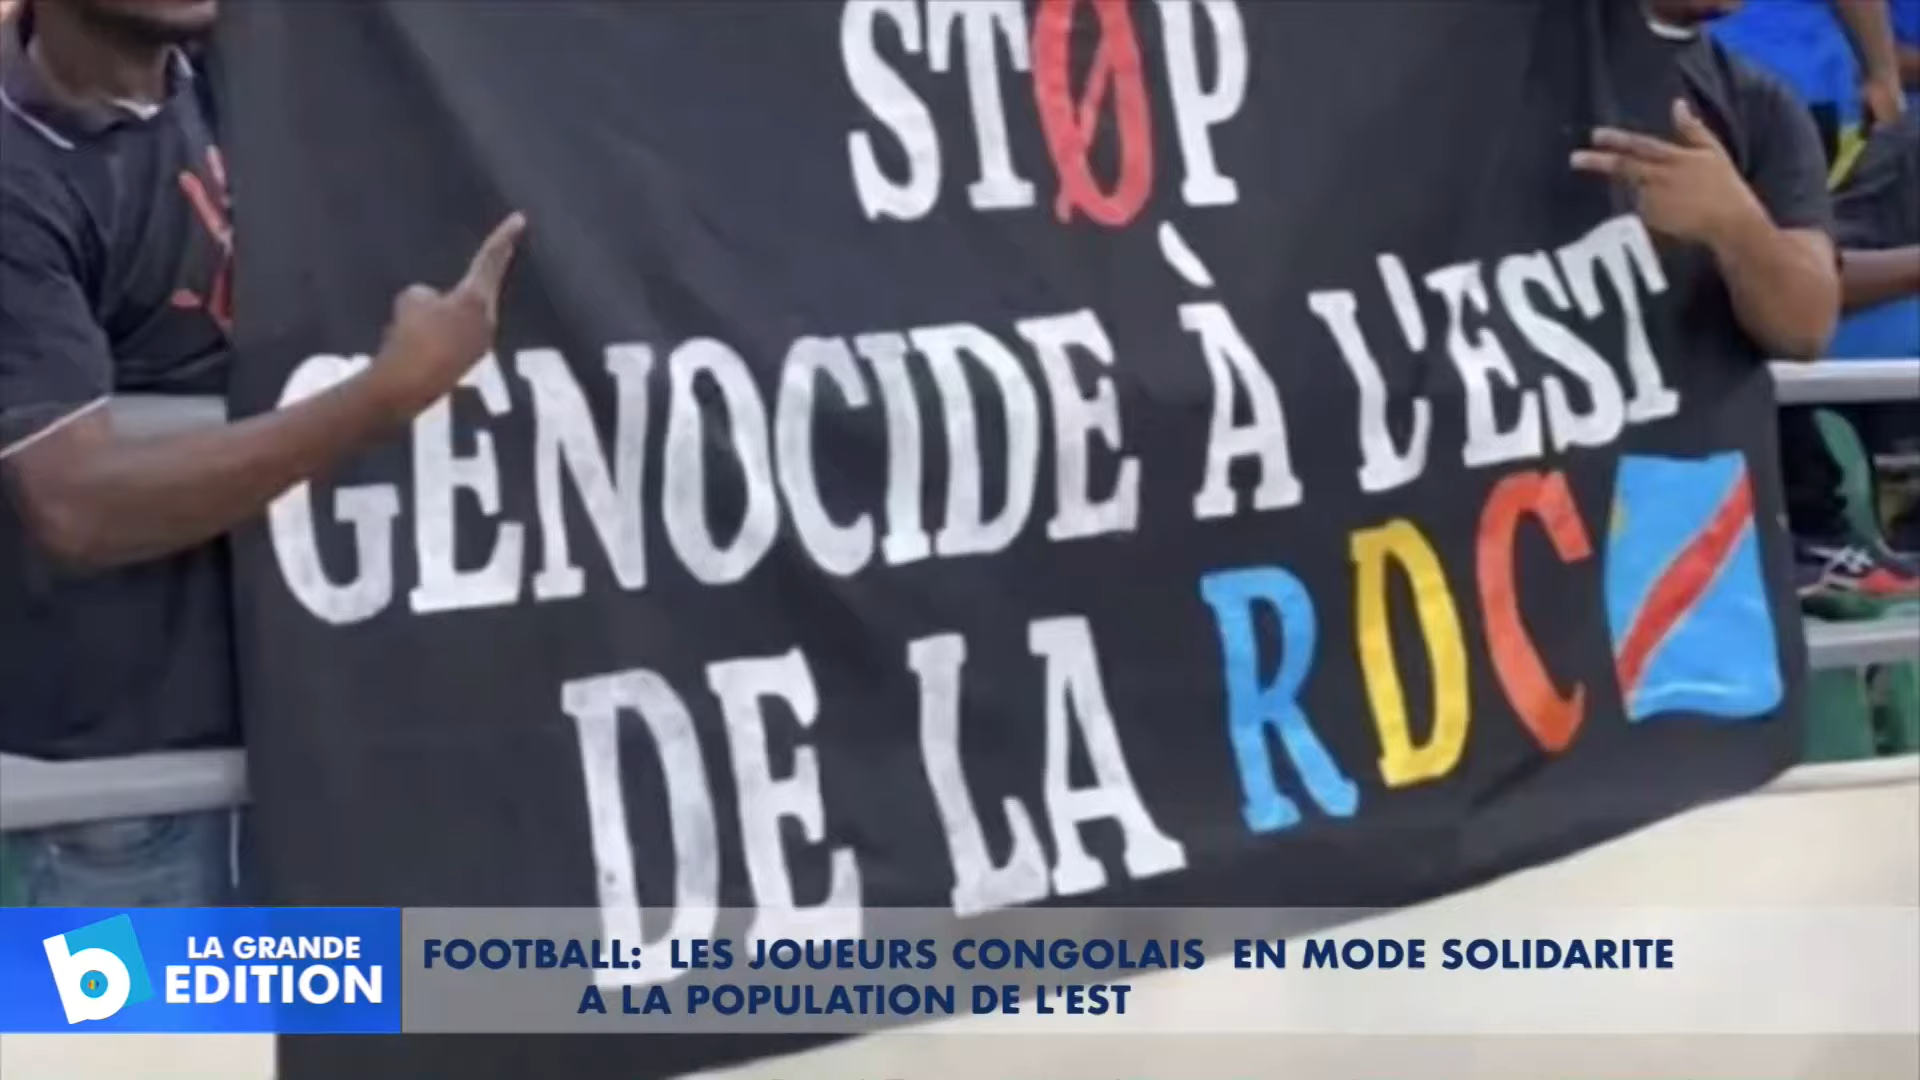 STØP
GENOCIDE À L'EST
DE LA RDC
b
LA GRANDE
EDITION
FOOTBALL: LES JOUEURS CONGOLAIS EN MODE SOLIDARITE
A LA POPULATION DE L'EST